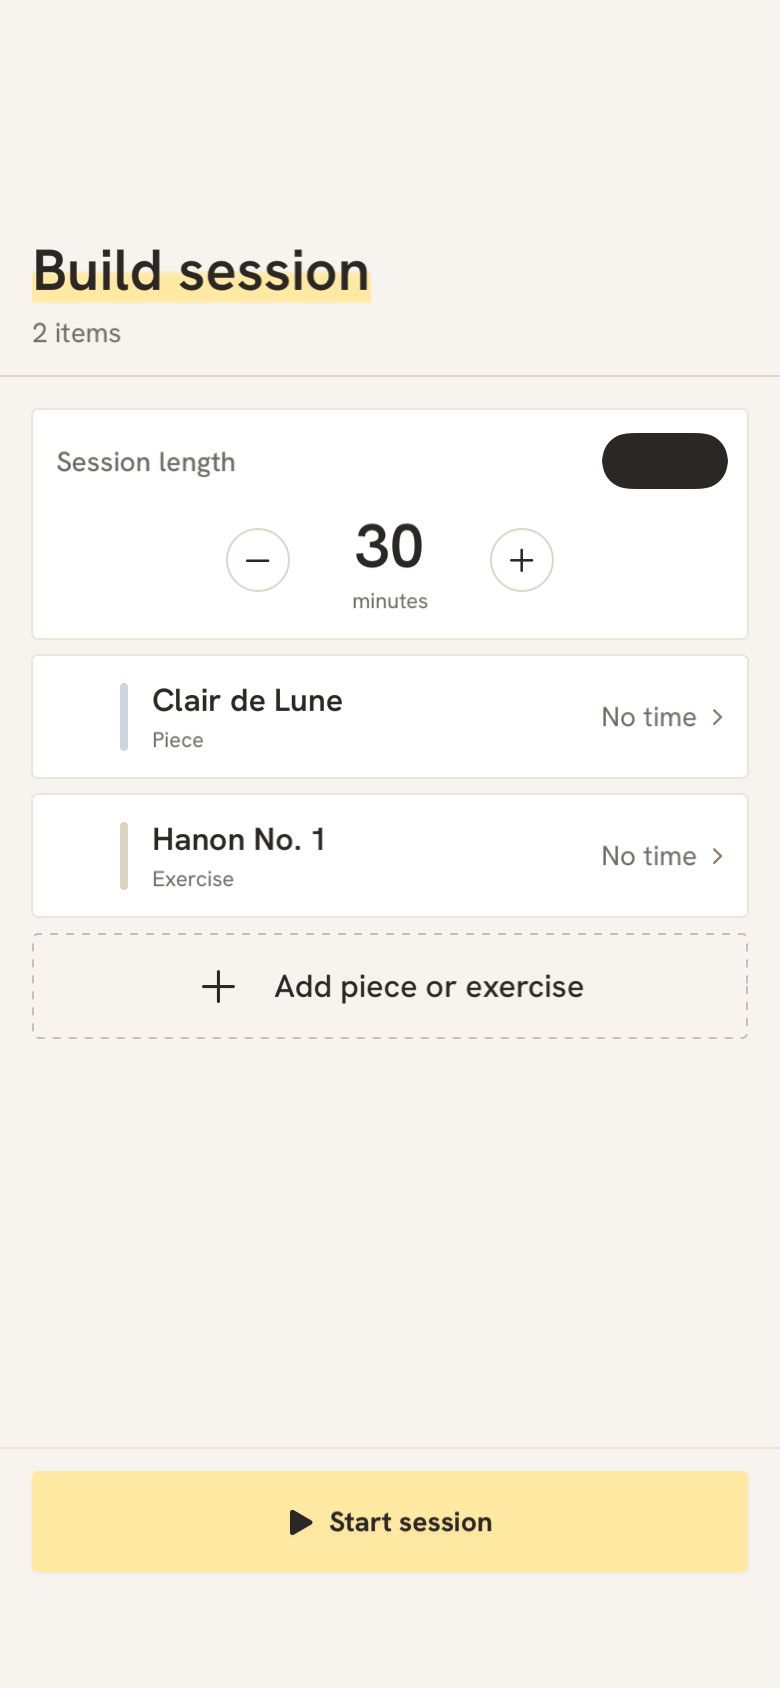 Build session
2 items
Session length
30
minutes
Clair de Lune
Piece
No time
Hanon No. 1
Exercise
No time
Add piece or exercise
Start session